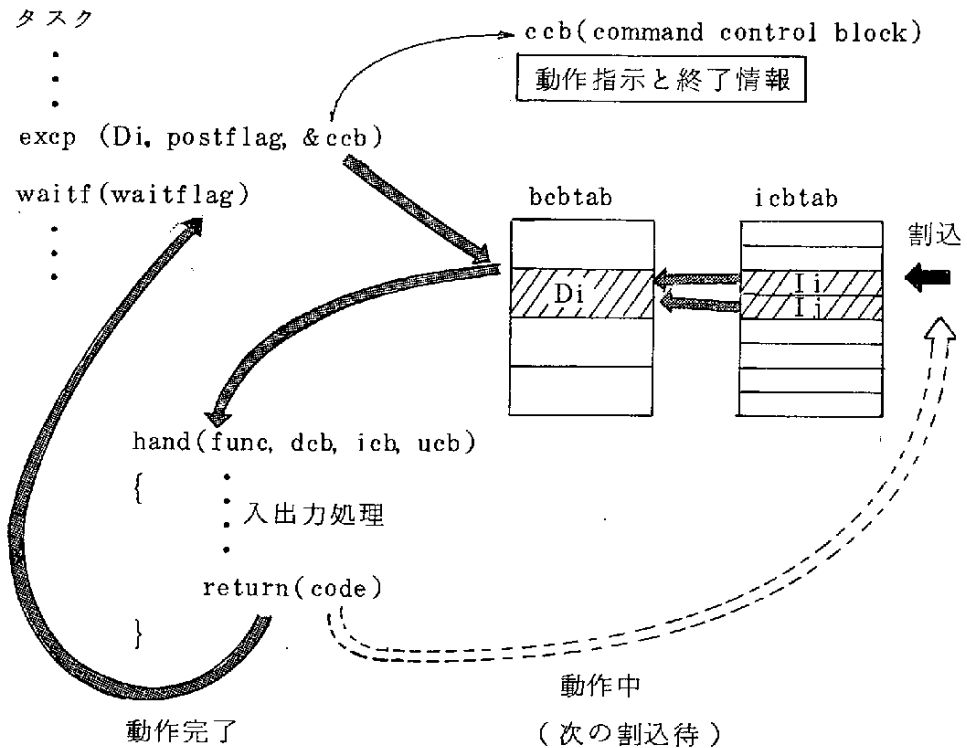 タスク
ccb(command control block)
動作指示と終了情報
excp (Di, postflag, &ccb)
waitf(waitflag)
bcbtab
icbtab
割込
Di
Ii
Ij
hand(func, dcb, icb, ucb)
{
入出力処理
return(code)
}
動作中
動作完了
(次の割込待)